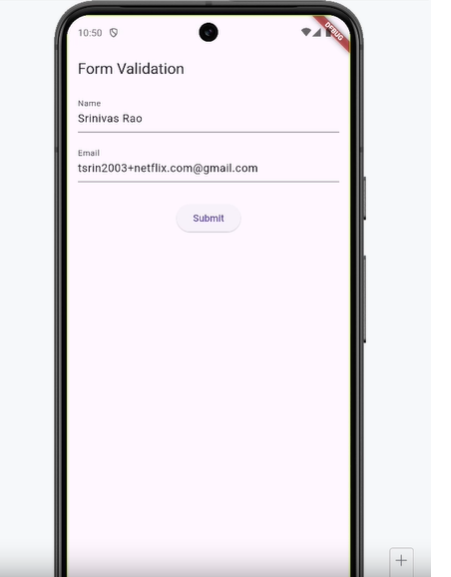 10:50
DEBUG
Form Validation
Name
Srinivas Rao
Email
tsrin2003+netflix.com@gmail.com
Submit